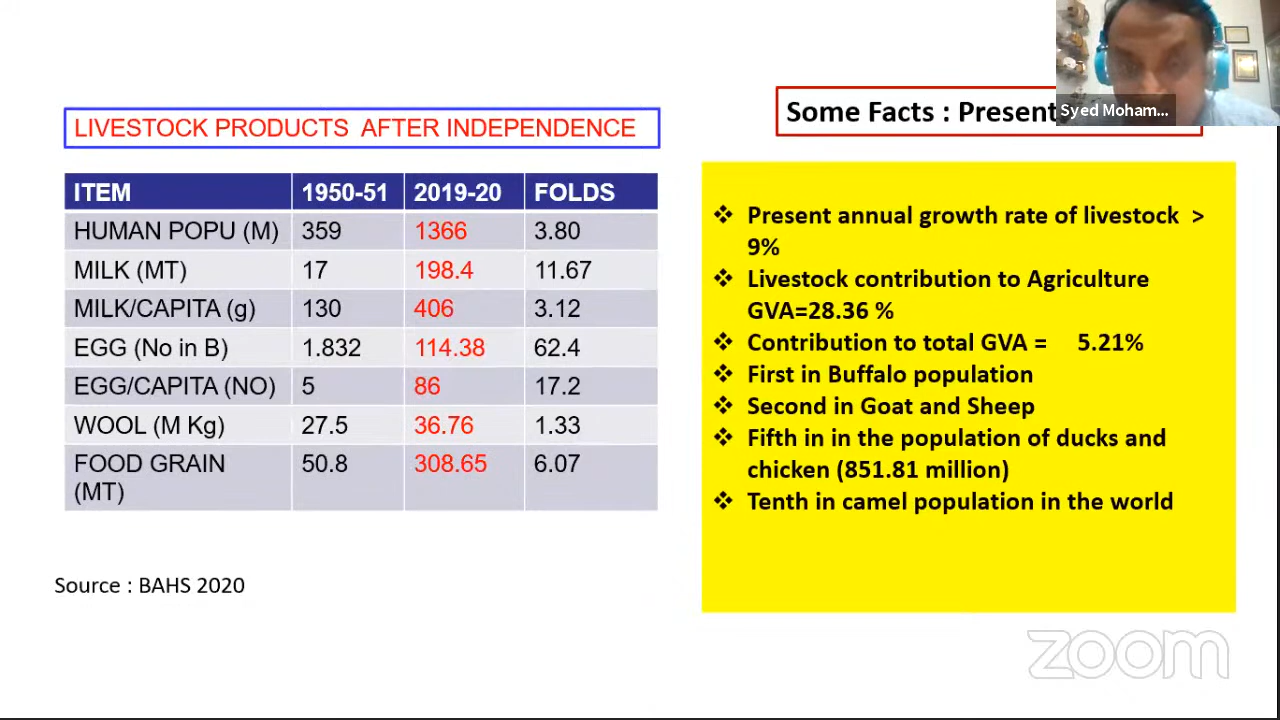 LIVESTOCK PRODUCTS AFTER INDEPENDENCE
ITEM 1950-51 2019-20 FOLDS
HUMAN POPU (M) 359 1366 3.80
MILK (MT) 17 198.4 11.67
MILK/CAPITA (g) 130 406 3.12
EGG (No in B) 1.832 114.38 62.4
EGG/CAPITA (NO) 5 86 17.2
WOOL (M Kg) 27.5 36.76 1.33
FOOD GRAIN 50.8 308.65 6.07
(MT)
Source : BAHS 2020
Some Facts : Present
Syed Moham...
❖ Present annual growth rate of livestock >
9%
❖ Livestock contribution to Agriculture
GVA=28.36 %
❖ Contribution to total GVA = 5.21%
❖ First in Buffalo population
❖ Second in Goat and Sheep
❖ Fifth in in the population of ducks and
chicken (851.81 million)
❖ Tenth in camel population in the world
zoom